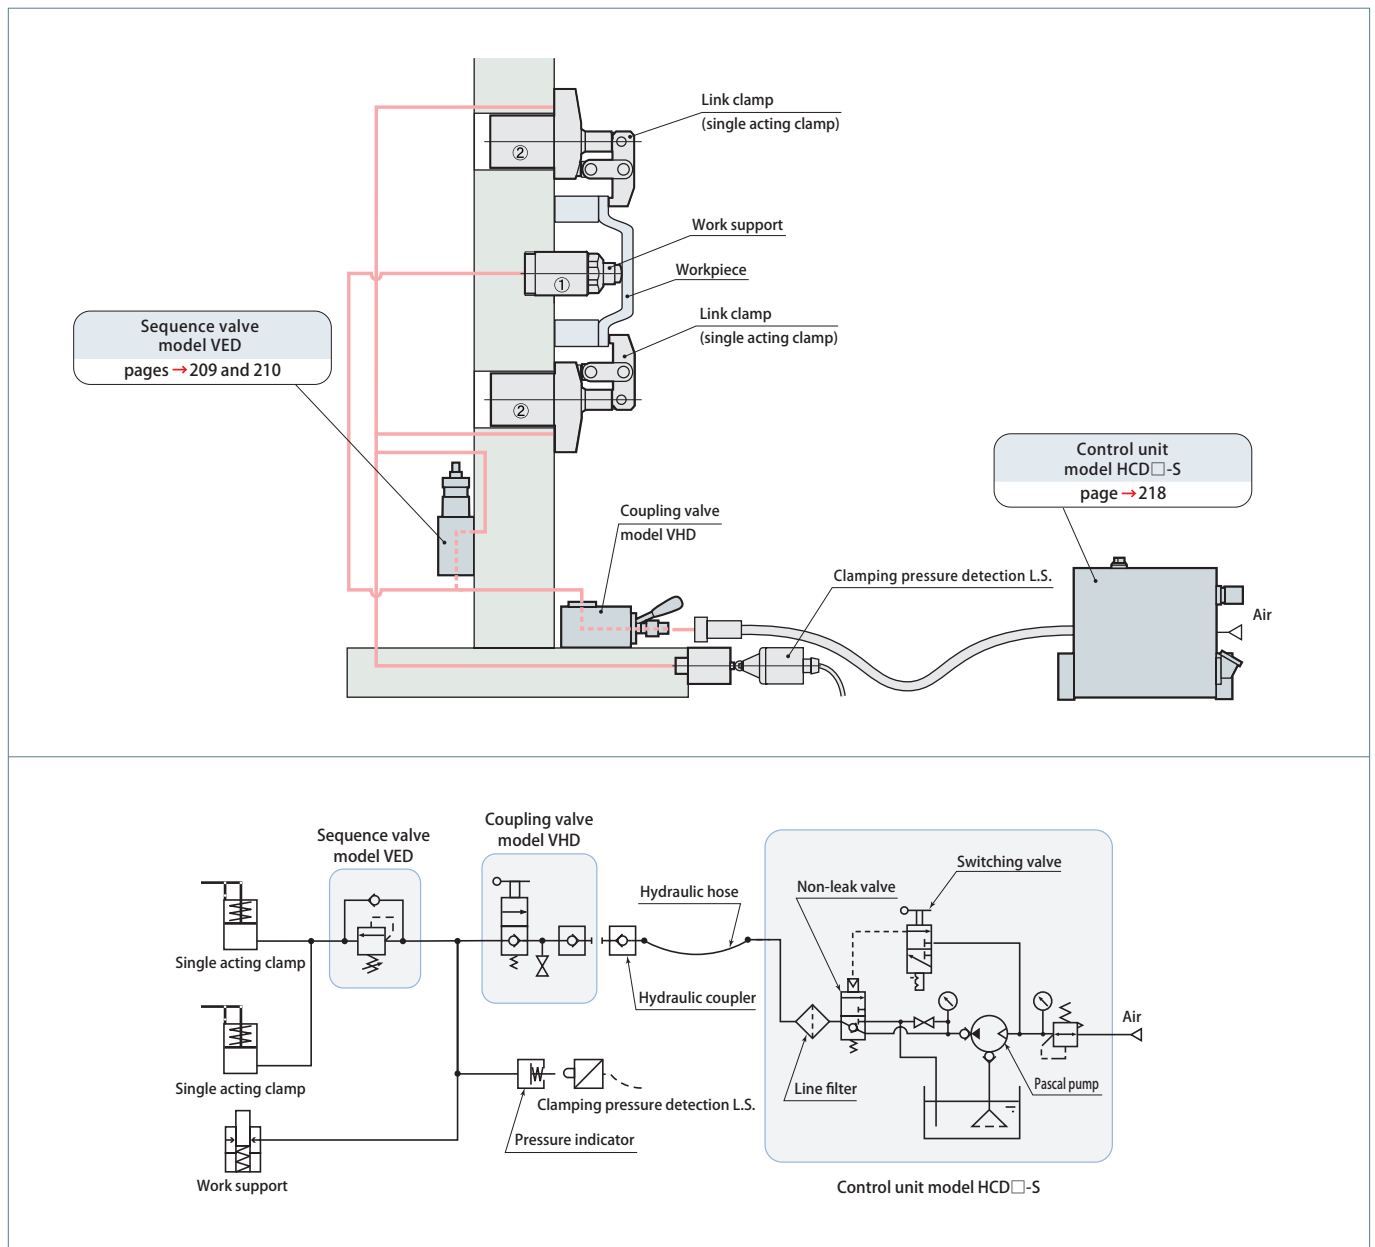 Link clamp
(single acting clamp)
②
Work support
Workpiece
①
Link clamp
(single acting clamp)
Sequence valve
model VED
pages → 209 and 210
②
Control unit
model HCD□-S
page → 218
Coupling valve
model VHD
Clamping pressure detection L.S.
Air
Coupling valve
model VHD
Sequence valve
model VED
Switching valve
Non-leak valve
Hydraulic hose
Single acting clamp
Hydraulic coupler
Air
Single acting clamp
Line filter
Pascal pump
Clamping pressure detection L.S.
Pressure indicator
Work support
Control unit model HCD□-S